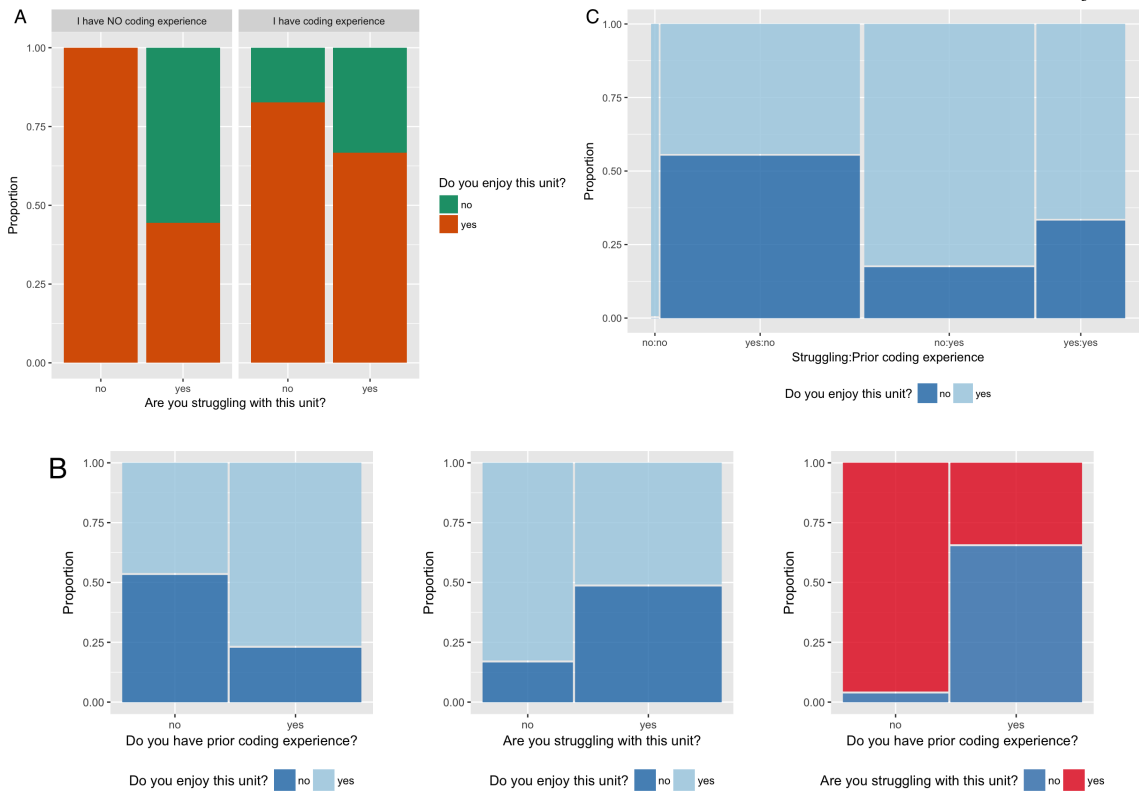 A
I have NO coding experience
I have coding experience
1.00
0.75
0.50
0.25
0.00
Proportion
no
yes
no
yes
Are you struggling with this unit?
Do you enjoy this unit?
no
yes
C
1.00
0.75
0.50
0.25
0.00
Proportion
no:no
yes:no
no:yes
yes:yes
Struggling:Prior coding experience
Do you enjoy this unit? no yes
B
1.00
0.75
0.50
0.25
0.00
Proportion
no
yes
Do you have prior coding experience?
Do you enjoy this unit? no yes
1.00
0.75
0.50
0.25
0.00
Proportion
no
yes
Are you struggling with this unit?
Do you enjoy this unit? no yes
1.00
0.75
0.50
0.25
0.00
Proportion
no
yes
Do you have prior coding experience?
Are you struggling with this unit? no yes